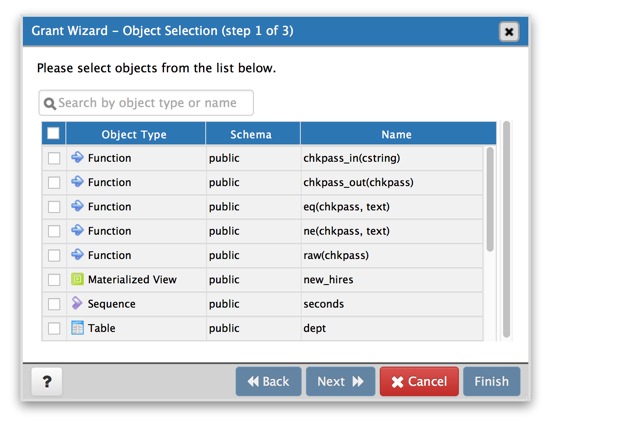 Grant Wizard – Object Selection (step 1 of 3)
Please select objects from the list below.
Search by object type or name
Object Type Schema Name
Function public chkpass_in(cstring)
Function public chkpass_out(chkpass)
Function public eq(chkpass, text)
Function public ne(chkpass, text)
Function public raw(chkpass)
Materialized View public new_hires
Sequence public seconds
Table public dept
? Back Next Cancel Finish